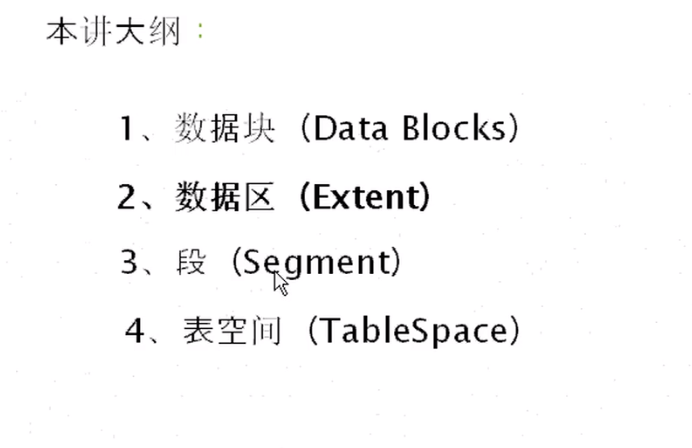 本讲大纲：
1、数据块（Data Blocks）
2、数据区（Extent）
3、段（Segment）
4、表空间（TableSpace）